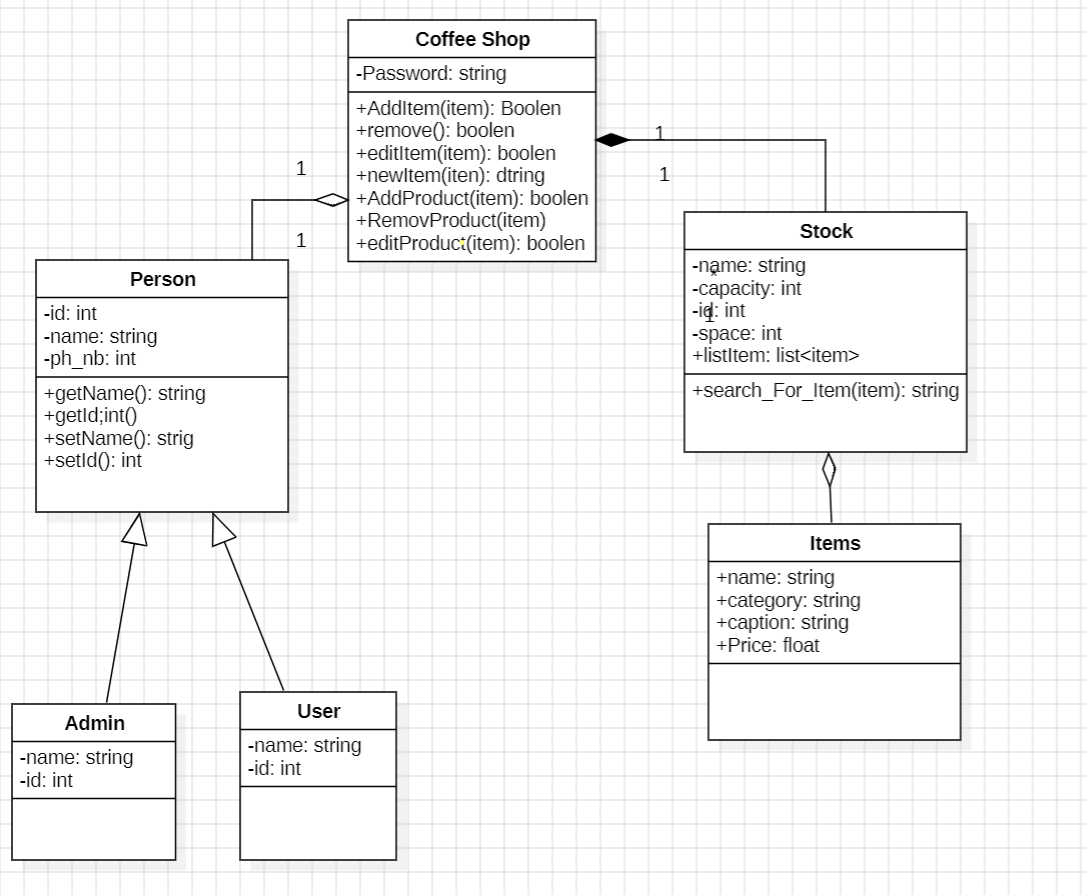 Coffee Shop
-Password: string
+AddItem(item): Boolen
+remove(): boolen
+editItem(item): boolen
+newItem(iten): dtring
+AddProduct(item): boolen
+RemovProduct(item)
+editProduct(item): boolen
1
1
1
1
Person
-id: int
-name: string
-ph_nb: int
+getName(): string
+getId;int()
+setName(): strig
+setId(): int
Stock
-name: string
*
-capacity: int
-id: int
1
-space: int
+listItem: list<item>
+search_For_Item(item): string
Items
+name: string
+category: string
+caption: string
+Price: float
Admin
-name: string
-id: int
User
-name: string
-id: int